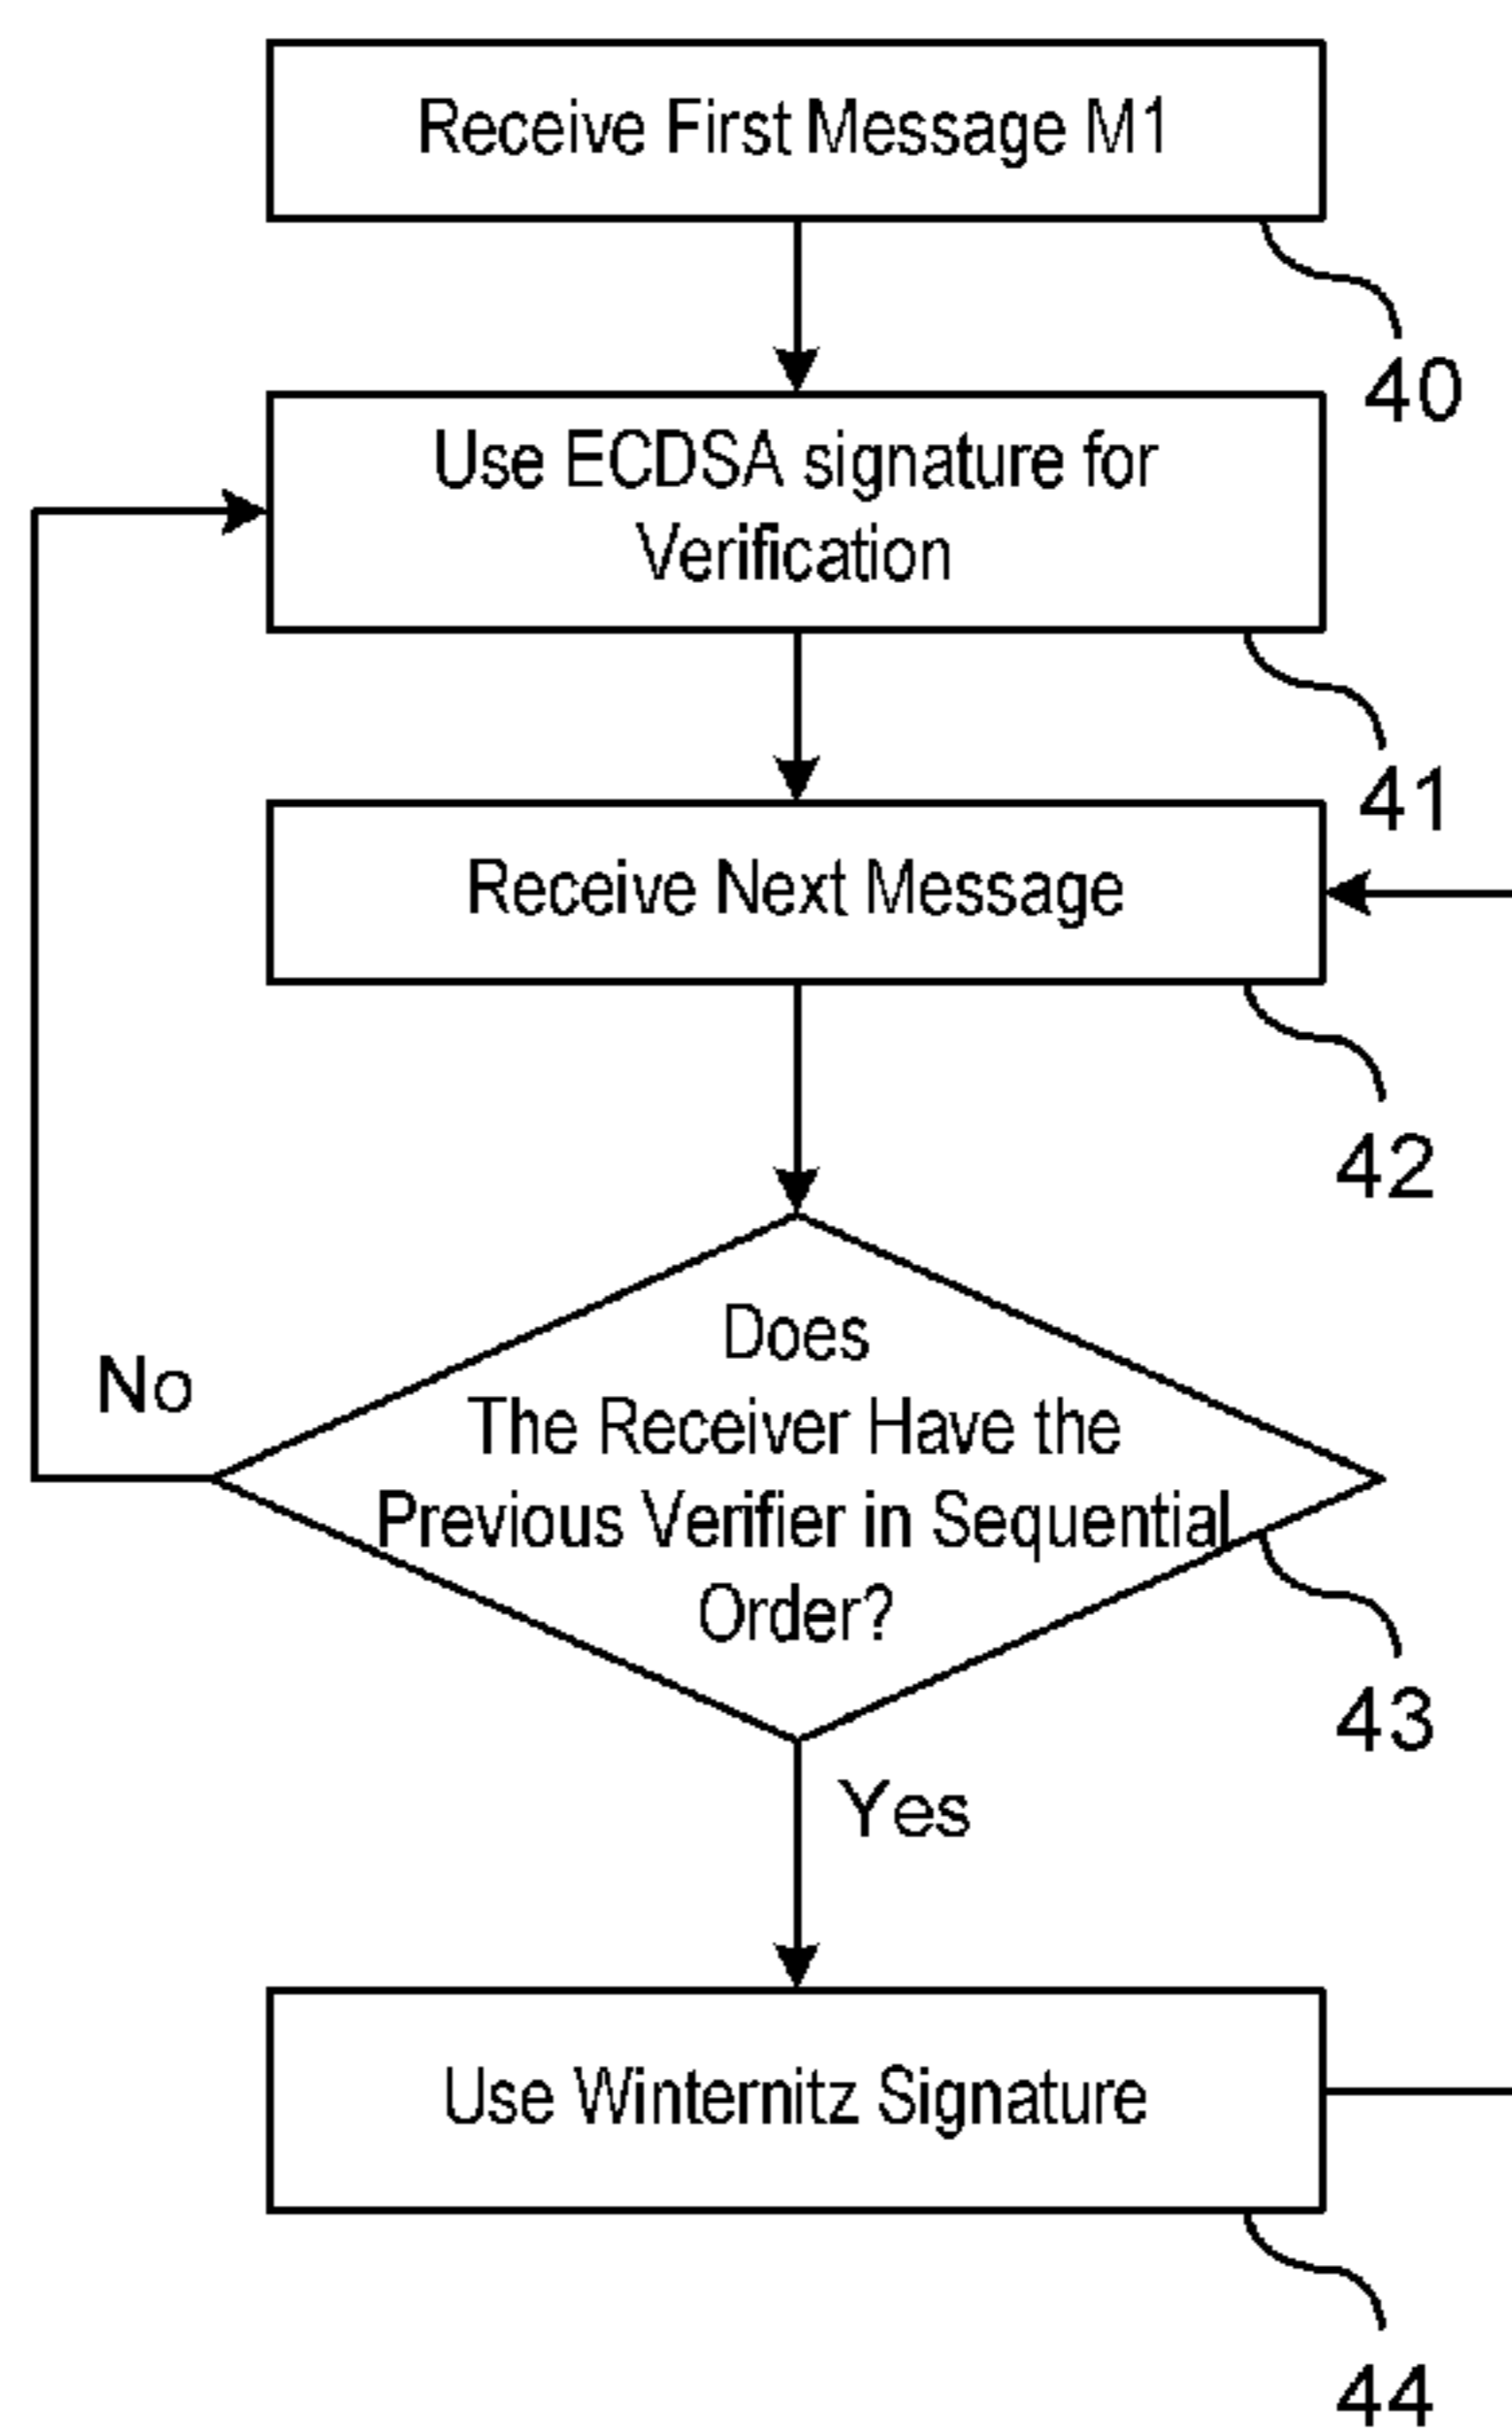 Receive First Message M1
40
Use ECDSA signature for
Verification
41
Receive Next Message
42
Does
The Receiver Have the
Previous Verifier in Sequential
Order?
No
43
Yes
Use Winternitz Signature
44